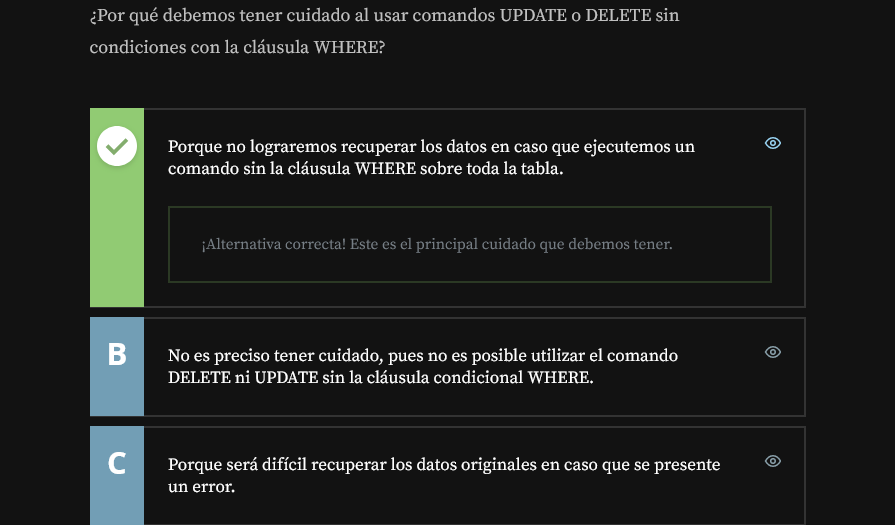 ¿Por qué debemos tener cuidado al usar comandos UPDATE o DELETE sin
condiciones con la cláusula WHERE?
Porque no lograremos recuperar los datos en caso que ejecutemos un
comando sin la cláusula WHERE sobre toda la tabla.
¡Alternativa correcta! Este es el principal cuidado que debemos tener.
B
No es preciso tener cuidado, pues no es posible utilizar el comando
DELETE ni UPDATE sin la cláusula condicional WHERE.
C
Porque será difícil recuperar los datos originales en caso que se presente
un error.